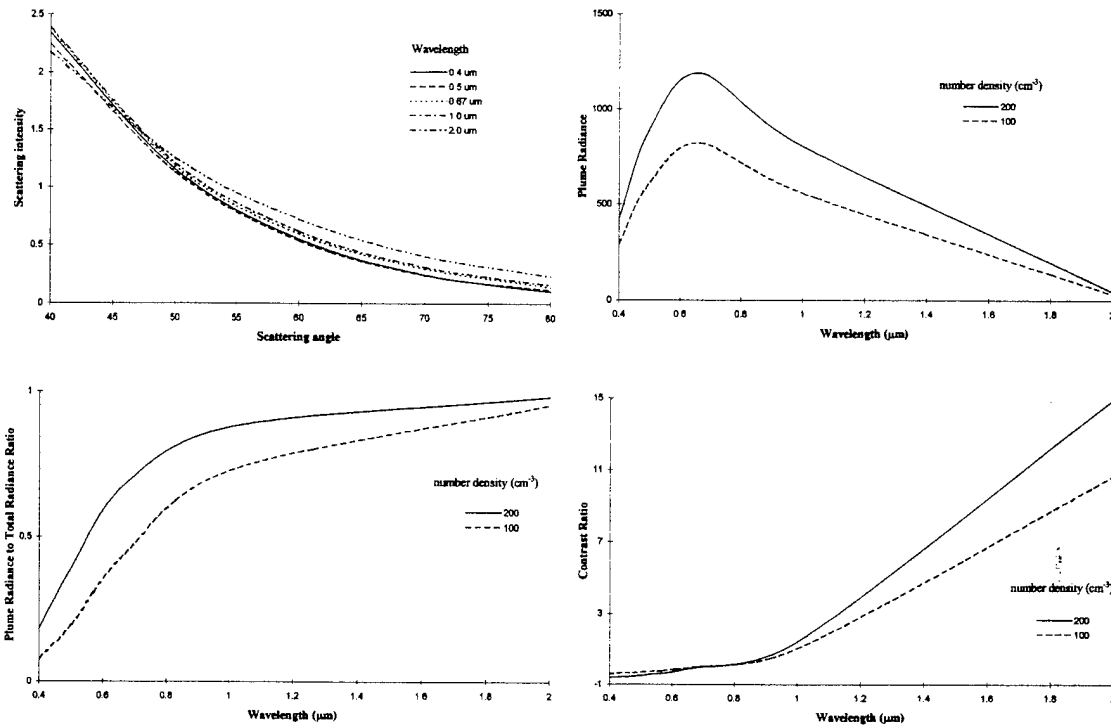 2.5
2
1.5
1
0.5
0
Scattering intensity
40 45 50 55 60 65 70 75 80
Scattering angle
Wavelength
0.4 um
0.5 um
0.67 um
1.0 um
2.0 um
1500
1000
500
0
Plume Radiance
0.4 0.6 0.8 1 1.2 1.4 1.6 1.8 2
Wavelength (μm)
number density (cm-3)
200
100
1
0.5
0
Plume Radiance to Total Radiance Ratio
0.4 0.6 0.8 1 1.2 1.4 1.6 1.8 2
Wavelength (μm)
number density (cm-3)
200
100
15
11
7
3
-1
Contrast Ratio
0.4 0.6 0.8 1 1.2 1.4 1.6 1.8 2
Wavelength (μm)
number density (cm-3)
200
100